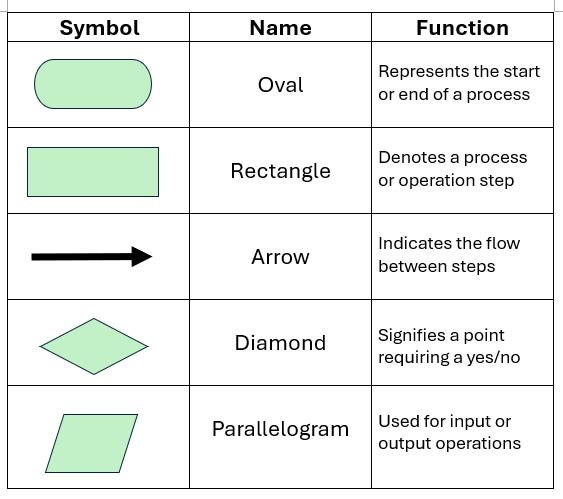 Symbol Name Function
Oval
Represents the start
or end of a process
Rectangle
Denotes a process
or operation step
Arrow
Indicates the flow
between steps
Diamond
Signifies a point
requiring a yes/no
Parallelogram
Used for input or
output operations